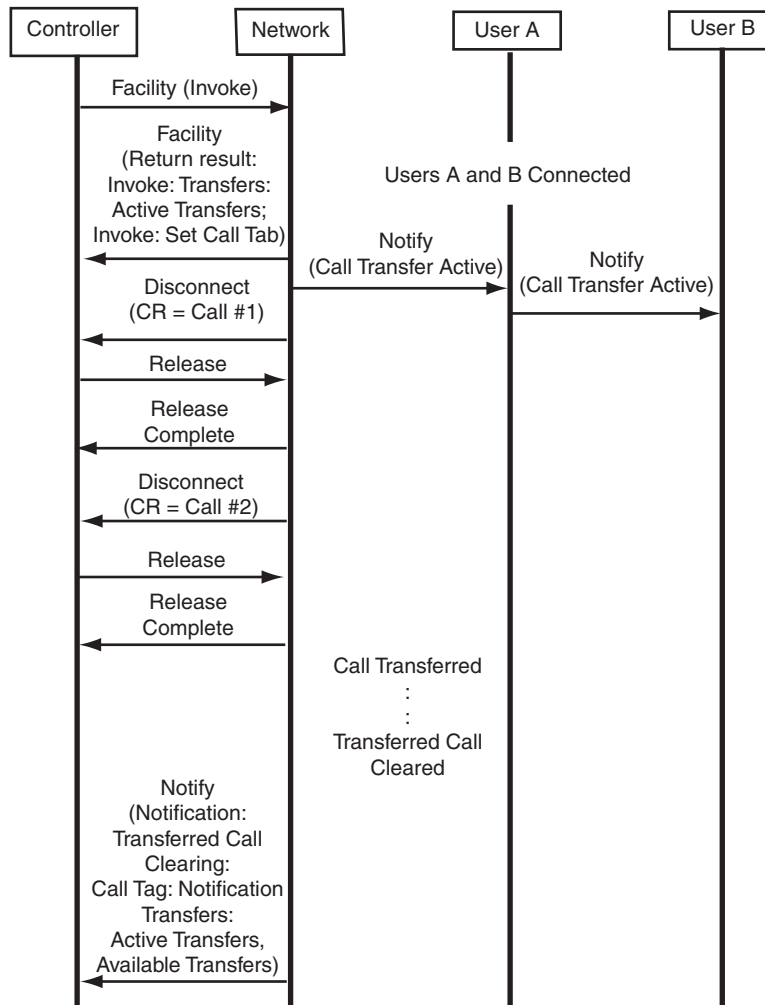 Controller
Network
User A
User B
Facility (Invoke)
Facility
(Return result:
Invoke: Transfers:
Active Transfers;
Invoke: Set Call Tab)
Users A and B Connected
Notify
(Call Transfer Active)
Notify
(Call Transfer Active)
Disconnect
(CR = Call #1)
Release
Release
Complete
Disconnect
(CR = Call #2)
Release
Release
Complete
Call Transferred
:
:
Transferred Call
Cleared
Notify
(Notification:
Transferred Call
Clearing:
Call Tag: Notification
Transfers:
Active Transfers,
Available Transfers)